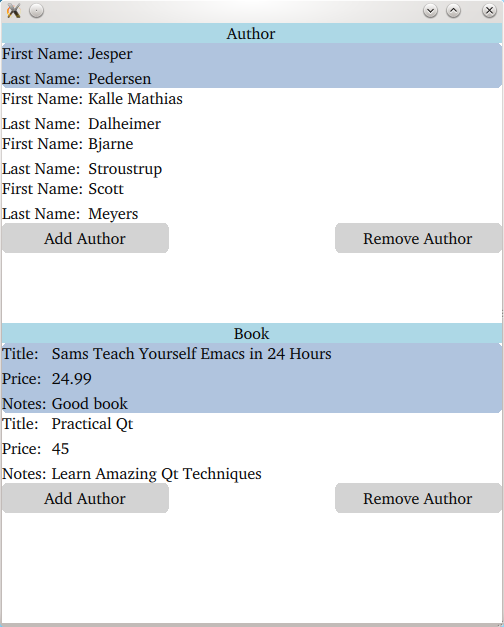 Author
First Name: Jesper
Last Name: Pedersen
First Name: Kalle Mathias
Last Name: Dalheimer
First Name: Bjarne
Last Name: Stroustrup
First Name: Scott
Last Name: Meyers
Add Author Remove Author
Book
Title: Sams Teach Yourself Emacs in 24 Hours
Price: 24.99
Notes: Good book
Title: Practical Qt
Price: 45
Notes: Learn Amazing Qt Techniques
Add Author Remove Author